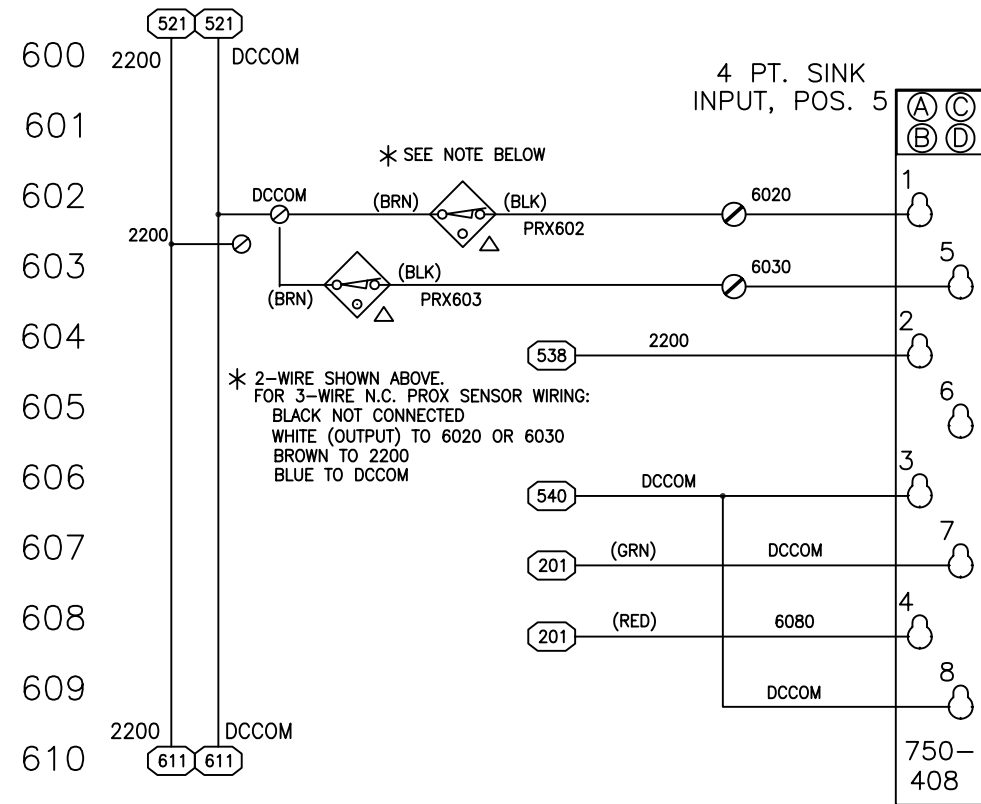 521 521
600 2200 DCCOM
4 PT. SINK
INPUT, POS. 5
A C
B D
601
* SEE NOTE BELOW
602 DCCOM (BRN) (BLK) 6020 1
PRX602
2200
603 (BLK) 6030 5
(BRN) PRX603
604 538 2200 2
* 2-WIRE SHOWN ABOVE.
FOR 3-WIRE N.C. PROX SENSOR WIRING:
605 6
BLACK NOT CONNECTED
WHITE (OUTPUT) TO 6020 OR 6030
BROWN TO 2200
BLUE TO DCCOM
606 540 DCCOM 3
607 201 (GRN) DCCOM 7
608 201 (RED) 6080 4
609 DCCOM 8
2200 DCCOM
610 611 611
750-
408